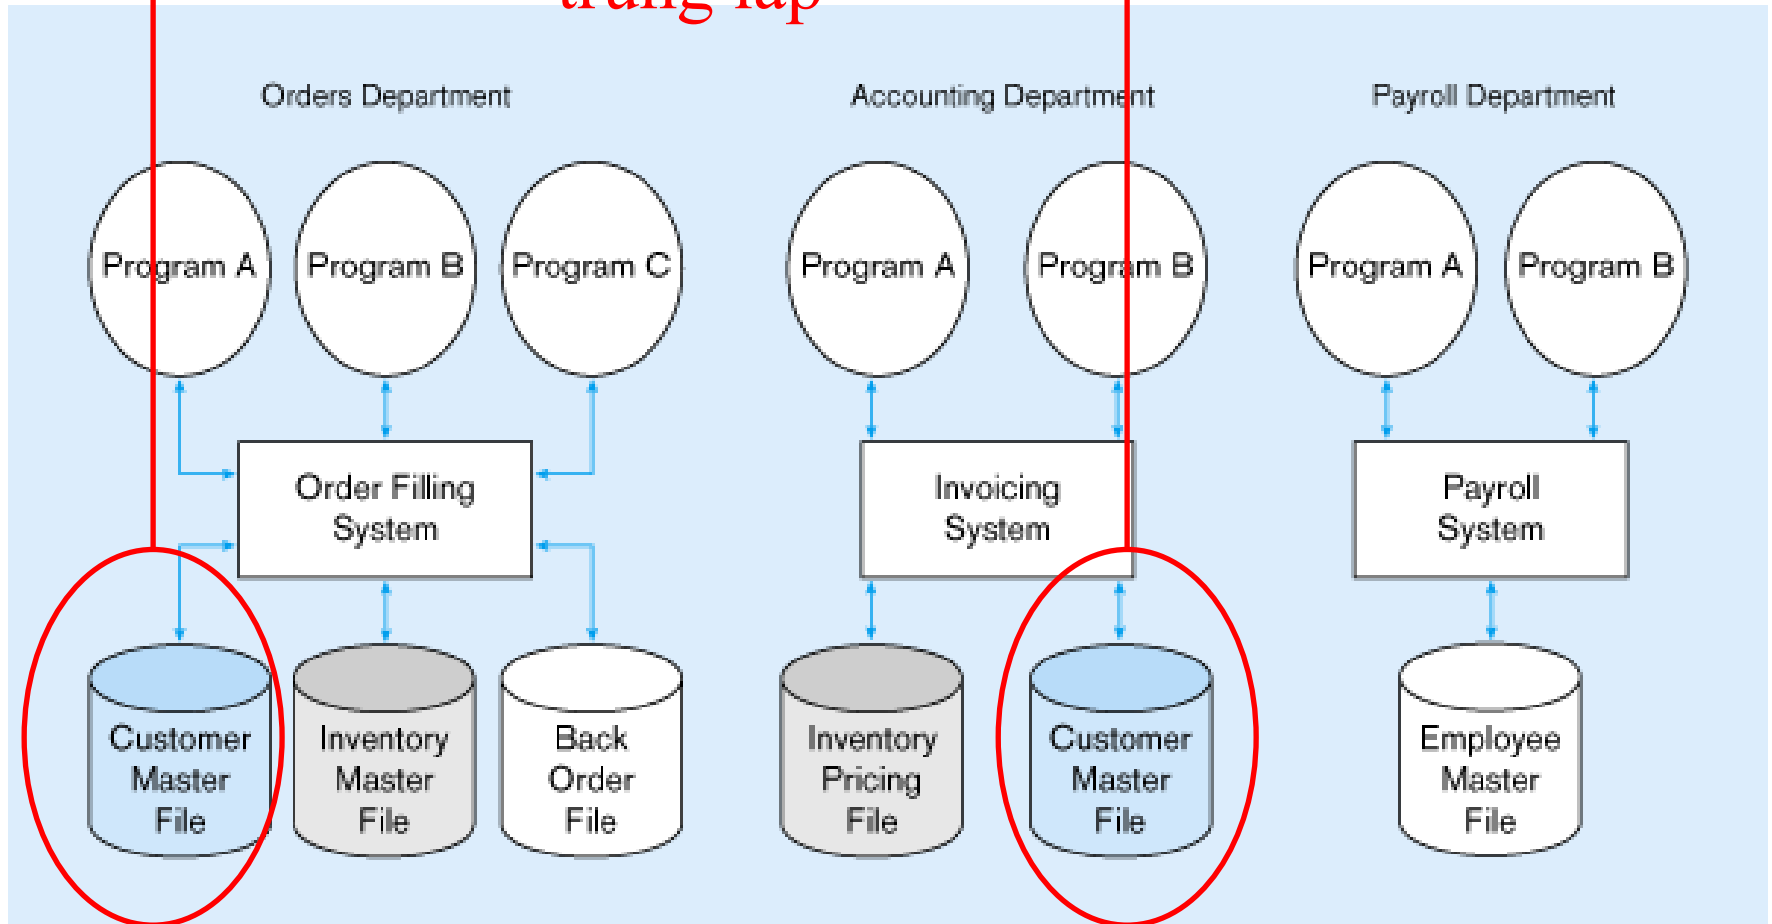 Orders Department
Accounting Department
Payroll Department
Program A
Program B
Program C
Program A
Program B
Program A
Program B
Order Filling
System
Invoicing
System
Payroll
System
Customer
Master
File
Inventory
Master
File
Back
Order
File
Inventory
Pricing
File
Customer
Master
File
Employee
Master
File